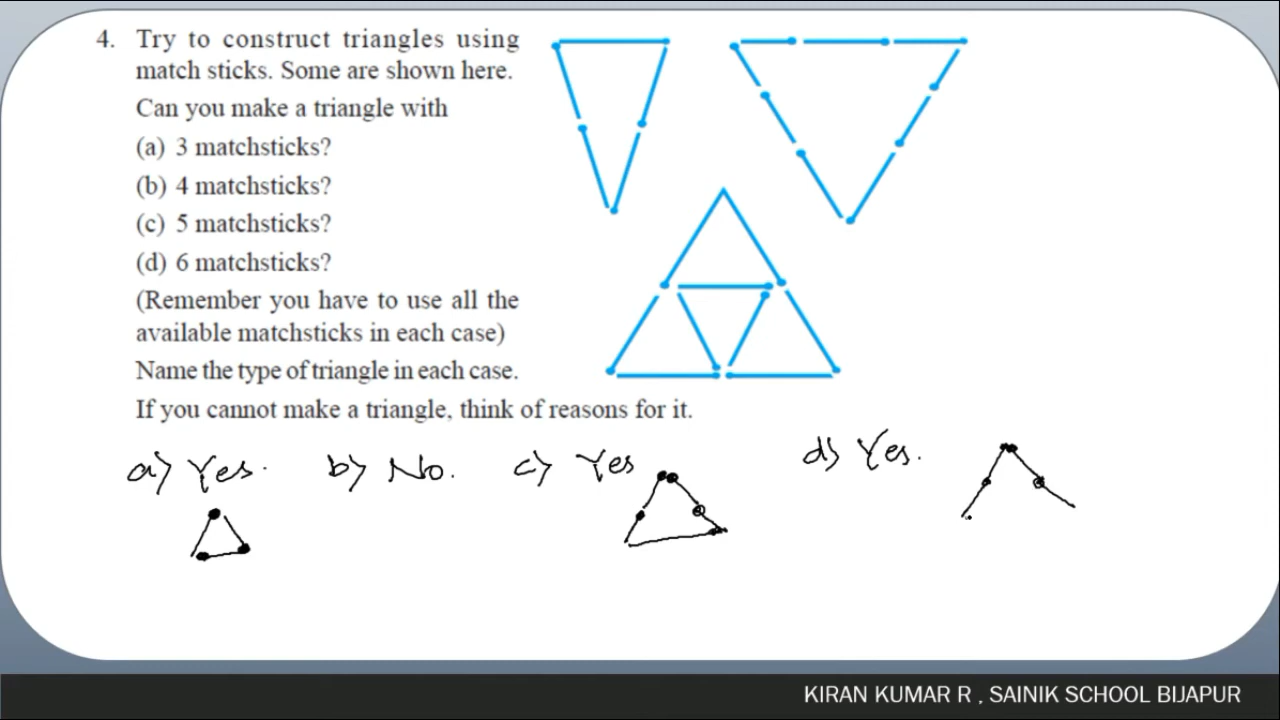 4. Try to construct triangles using
match sticks. Some are shown here.
Can you make a triangle with
(a) 3 matchsticks?
(b) 4 matchsticks?
(c) 5 matchsticks?
(d) 6 matchsticks?
(Remember you have to use all the
available matchsticks in each case)
Name the type of triangle in each case.
If you cannot make a triangle, think of reasons for it.
a) Yes. b) No. c) Yes d) Yes.
KIRAN KUMAR R , SAINIK SCHOOL BIJAPUR